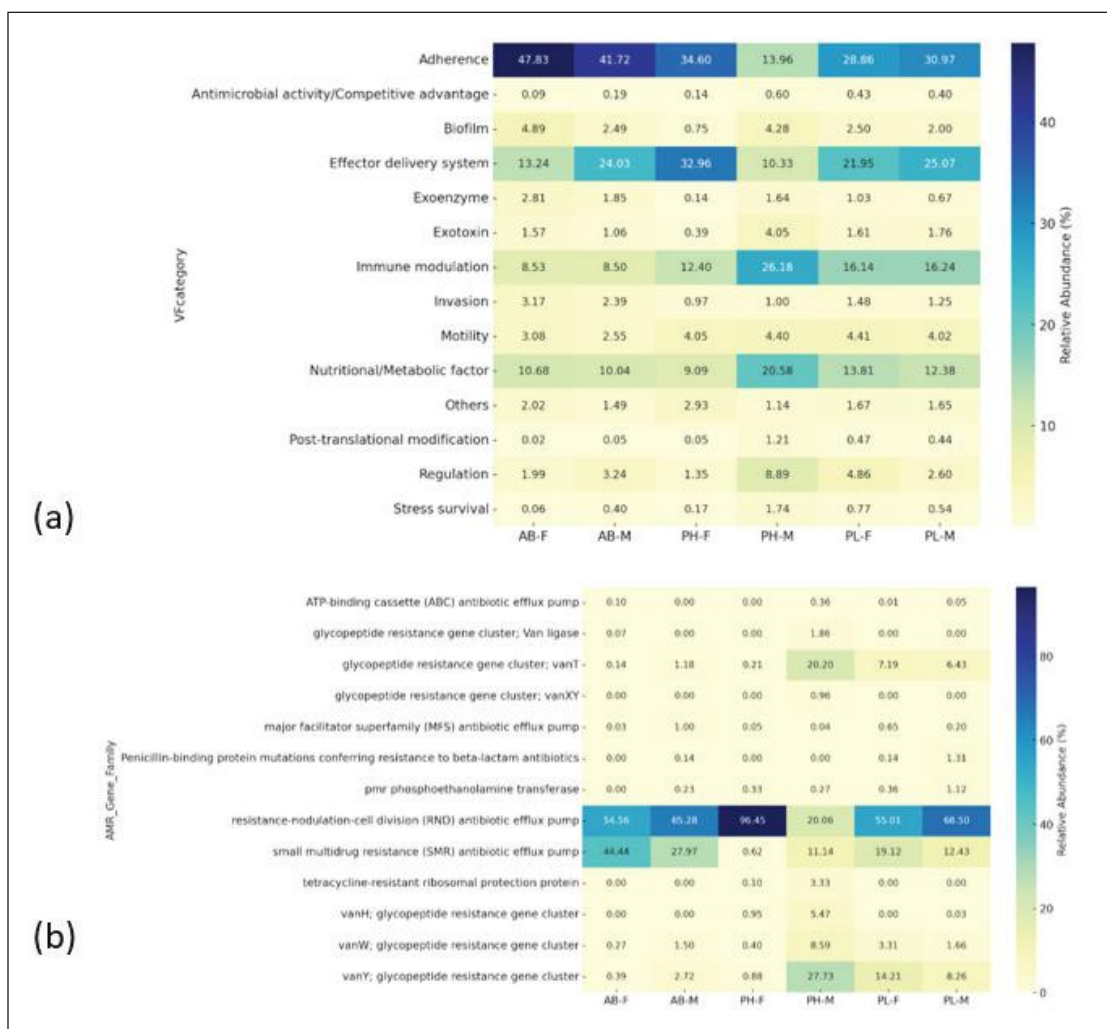 Adherence 47.83 41.72 34.60 13.96 28.86 30.97
Antimicrobial activity/Competitive advantage 0.09 0.19 0.14 0.60 0.43 0.40
Biofilm 4.89 2.49 0.75 4.28 2.50 2.00
Effector delivery system 13.24 24.03 32.96 10.33 21.95 25.07
Exoenzyme 2.81 1.85 0.14 1.64 1.03 0.67
Exotoxin 1.57 1.06 0.39 4.05 1.61 1.76
Immune modulation 8.53 8.50 12.40 26.18 16.14 16.24
Invasion 3.17 2.39 0.97 1.00 1.48 1.25
Motility 3.08 2.55 4.05 4.40 4.41 4.02
Nutritional/Metabolic factor 10.68 10.04 9.09 20.58 13.81 12.38
Others 2.02 1.49 2.93 1.14 1.67 1.65
Post-translational modification 0.02 0.05 0.05 1.21 0.47 0.44
Regulation 1.99 3.24 1.35 8.89 4.86 2.60
Stress survival 0.06 0.40 0.17 1.74 0.77 0.54
AB-F AB-M PH-F PH-M PL-F PL-M
VFcategory
40
30
20
10
Relative Abundance (%)
(a)
ATP-binding cassette (ABC) antibiotic efflux pump 0.10 0.00 0.00 0.36 0.01 0.05
glycopeptide resistance gene cluster; Van ligase 0.07 0.00 0.00 1.86 0.00 0.00
glycopeptide resistance gene cluster; vanT 0.14 1.18 0.21 20.20 7.19 6.43
glycopeptide resistance gene cluster; vanXY 0.00 0.00 0.00 0.96 0.00 0.00
major facilitator superfamily (MFS) antibiotic efflux pump 0.03 1.00 0.05 0.04 0.65 0.20
Penicillin-binding protein mutations conferring resistance to beta-lactam antibiotics 0.00 0.14 0.00 0.00 0.14 1.31
pmr phosphoethanolamine transferase 0.00 0.23 0.33 0.27 0.36 1.12
resistance-nodulation-cell division (RND) antibiotic efflux pump 54.56 65.28 96.45 20.06 55.01 68.50
small multidrug resistance (SMR) antibiotic efflux pump 44.44 27.97 0.62 11.14 19.12 12.43
tetracycline-resistant ribosomal protection protein 0.00 0.00 0.10 3.33 0.00 0.00
vanH; glycopeptide resistance gene cluster 0.00 0.00 0.95 5.47 0.00 0.03
vanW; glycopeptide resistance gene cluster 0.27 1.50 0.40 8.59 3.31 1.66
vanY; glycopeptide resistance gene cluster 0.39 2.72 0.88 27.73 14.21 8.26
AB-F AB-M PH-F PH-M PL-F PL-M
AMR_Gene_Family
80
60
40
20
0
Relative Abundance (%)
(b)